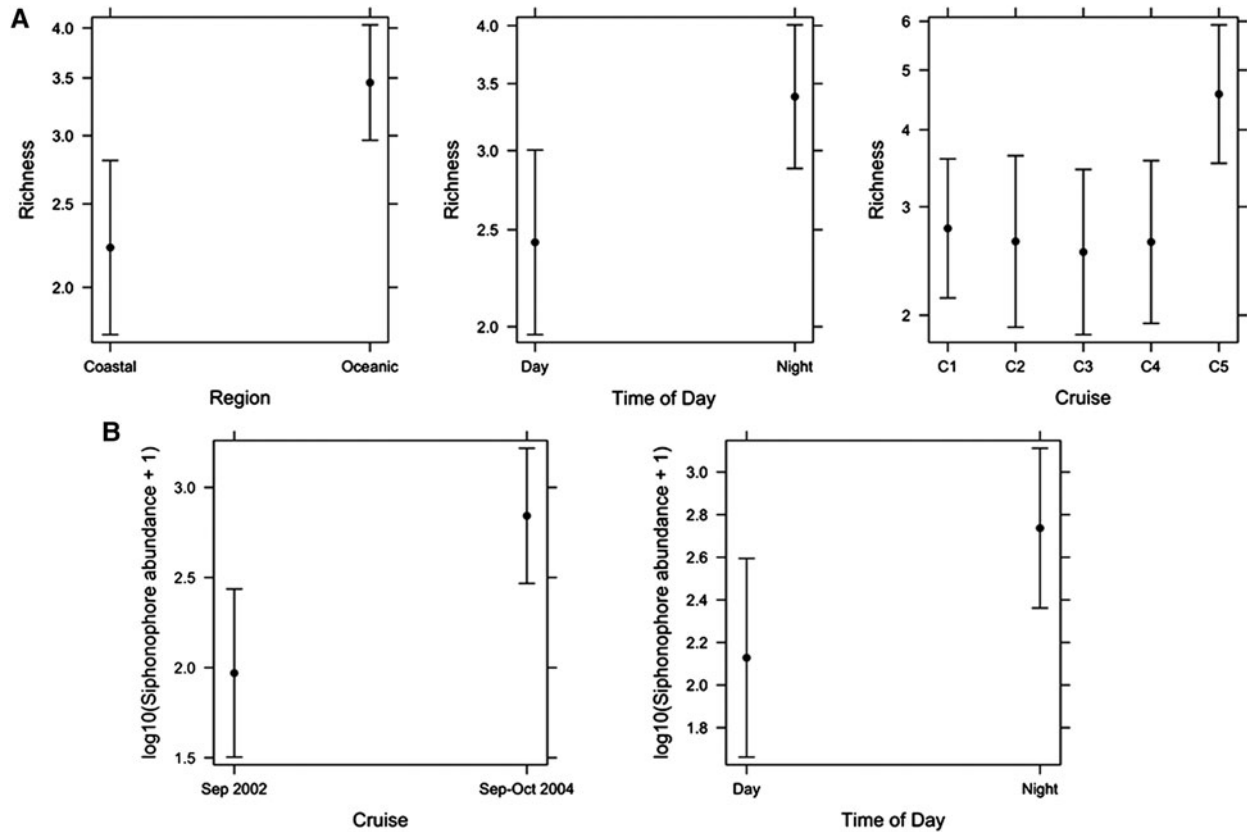 A
Richness
4.0
3.5
3.0
2.5
2.0
Coastal
Oceanic
Region
Richness
4.0
3.5
3.0
2.5
2.0
Day
Night
Time of Day
Richness
6
5
4
3
2
C1
C2
C3
C4
C5
Cruise
B
log10(Siphonophore abundance + 1)
3.0
2.5
2.0
1.5
Sep 2002
Sep-Oct 2004
Cruise
log10(Siphonophore abundance + 1)
3.0
2.8
2.6
2.4
2.2
2.0
1.8
Day
Night
Time of Day